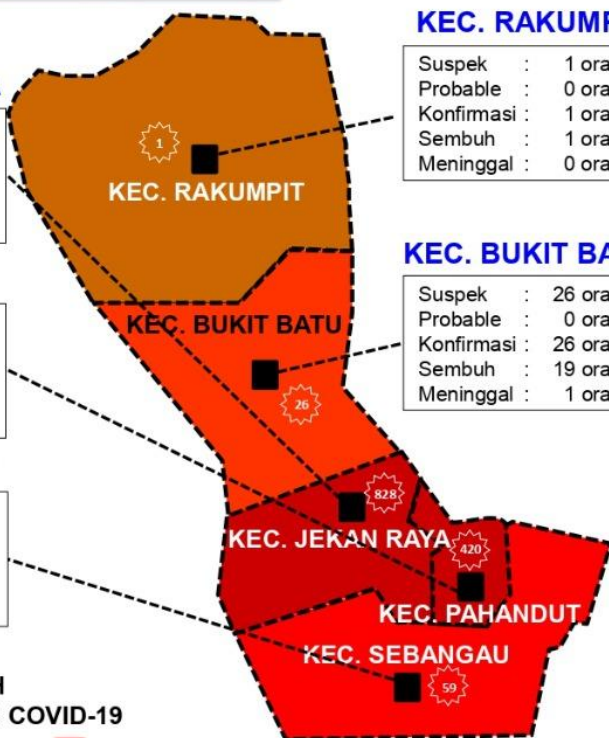 KEC. RAKUMP
Suspek : 1 ora
Probable : 0 ora
Konfirmasi : 1 ora
Sembuh : 1 ora
Meninggal : 0 ora
1
KEC. RAKUMPIT
KEC. BUKIT BA
Suspek : 26 ora
Probable : 0 ora
Konfirmasi : 26 ora
Sembuh : 19 ora
Meninggal : 1 ora
KEC. BUKIT BATU
26
828
KEC. JEKAN RAYA
420
KEC. PAHANDUT
KEC. SEBANGAU
59
H
COVID-19